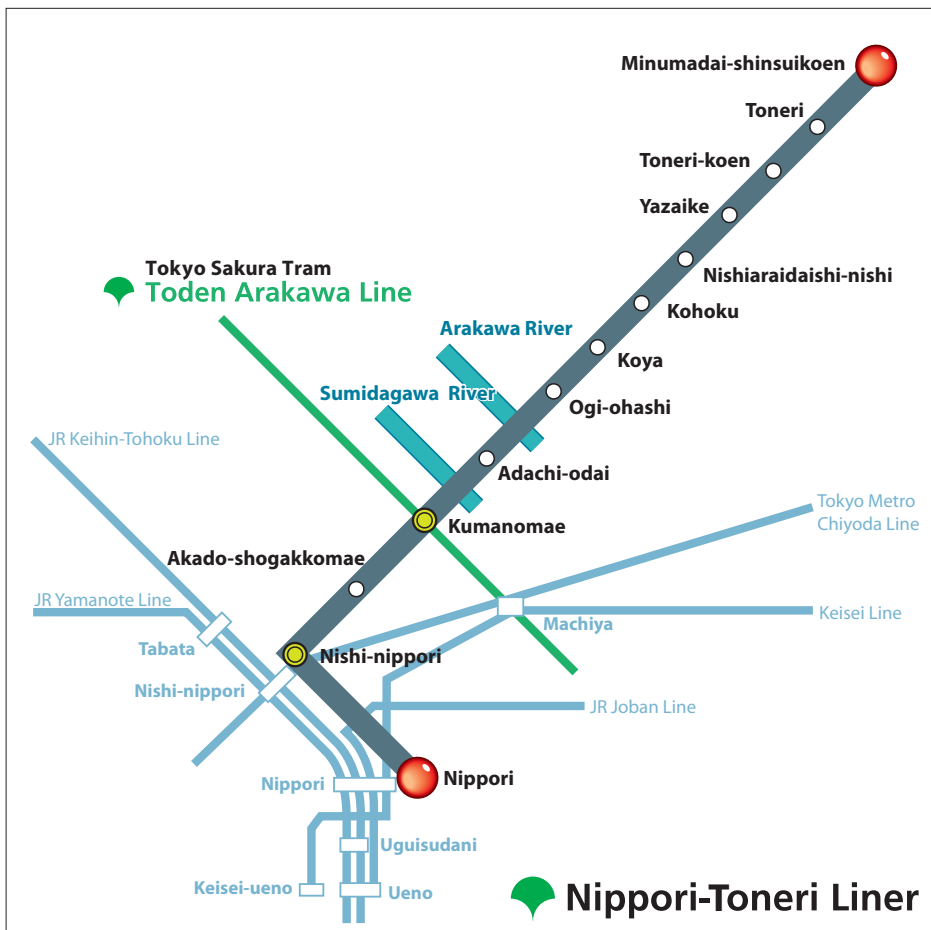 Minumadai-shinsuikoen
Toneri
Toneri-koen
Yazaike
Nishiaraidaishi-nishi
Tokyo Sakura Tram
Toden Arakawa Line
Kohoku
Arakawa River
Koya
Sumidagawa River
Ogi-ohashi
JR Keihin-Tohoku Line
Adachi-odai
Tokyo Metro
Chiyoda Line
Kumanomae
Akado-shogakkomae
JR Yamanote Line
Keisei Line
Machiya
Tabata
Nishi-nippori
Nishi-nippori
JR Joban Line
Nippori
Nippori
Uguisudani
Keisei-ueno
Ueno
Nippori-Toneri Liner